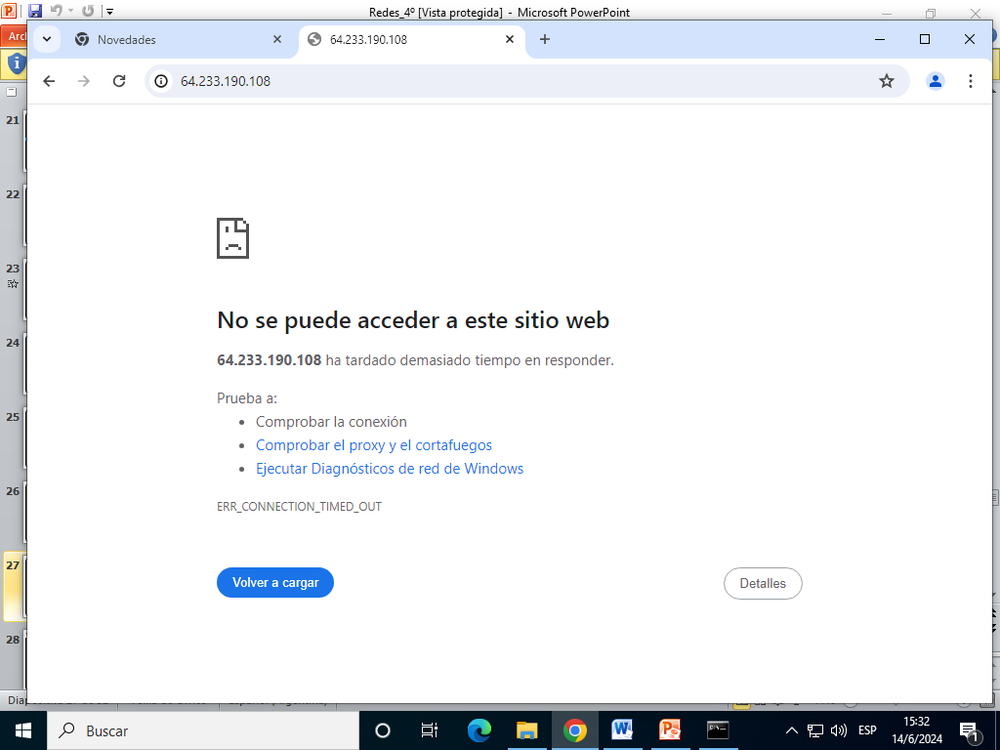 Redes_4º [Vista protegida] - Microsoft PowerPoint
Novedades
64.233.190.108
64.233.190.108
21
22
23
24
25
26
27
28
No se puede acceder a este sitio web
64.233.190.108 ha tardado demasiado tiempo en responder.
Prueba a:
Comprobar la conexión
Comprobar el proxy y el cortafuegos
Ejecutar Diagnósticos de red de Windows
ERR_CONNECTION_TIMED_OUT
Volver a cargar
Detalles
Buscar
ESP
15:32
14/6/2024
1